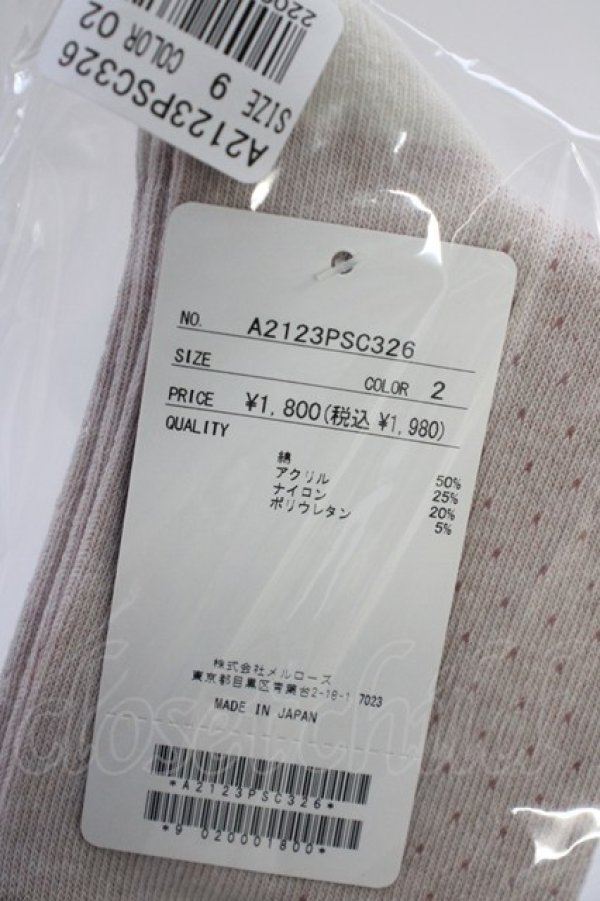 A2123PSC326
SIZE 9 COLOR 02
NO. A2123PSC326
SIZE
COLOR 2
PRICE ¥1,800(税込 ¥1,980)
QUALITY
綿 50%
アクリル 25%
ナイロン 20%
ポリウレタン 5%
株式会社メルローズ
東京都目黒区青葉台2-18-1 7023
MADE IN JAPAN
*A2123PSC326*
*9 020001800*
closet child